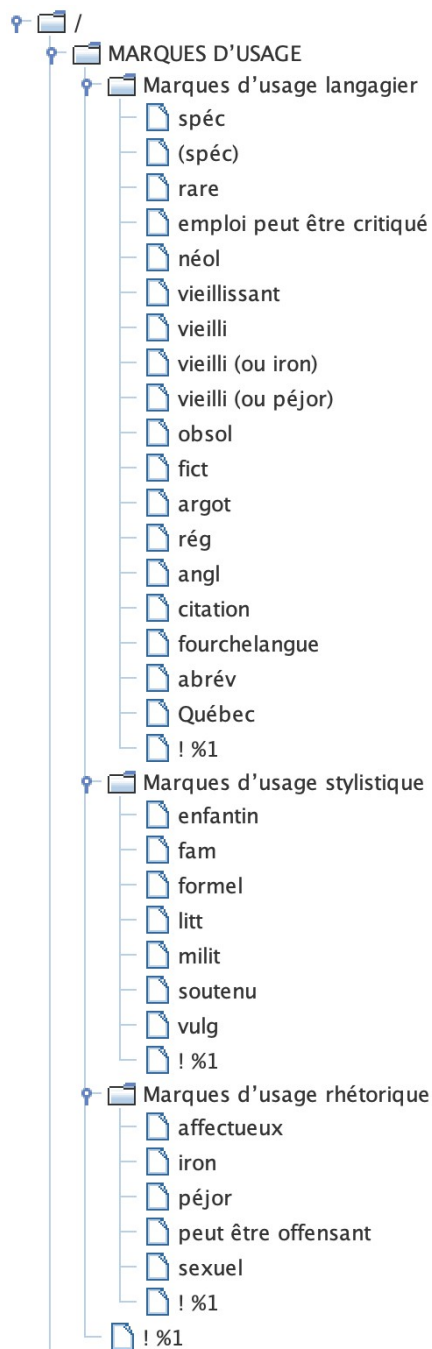 /
MARQUES D’USAGE
Marques d’usage langagier
spéc
(spéc)
rare
emploi peut être critiqué
néol
vieillissant
vieilli
vieilli (ou iron)
vieilli (ou péjor)
obsol
fict
argot
rég
angl
citation
fourchelangue
abrév
Québec
! %1
Marques d’usage stylistique
enfantin
fam
formel
litt
milit
soutenu
vulg
! %1
Marques d’usage rhétorique
affectueux
iron
péjor
peut être offensant
sexuel
! %1
! %1